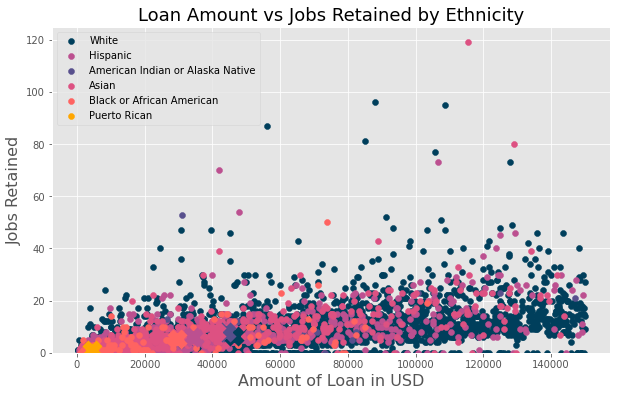 Loan Amount vs Jobs Retained by Ethnicity
White
Hispanic
American Indian or Alaska Native
Asian
Black or African American
Puerto Rican
Jobs Retained
120
100
80
60
40
20
0
0 20000 40000 60000 80000 100000 120000 140000
Amount of Loan in USD